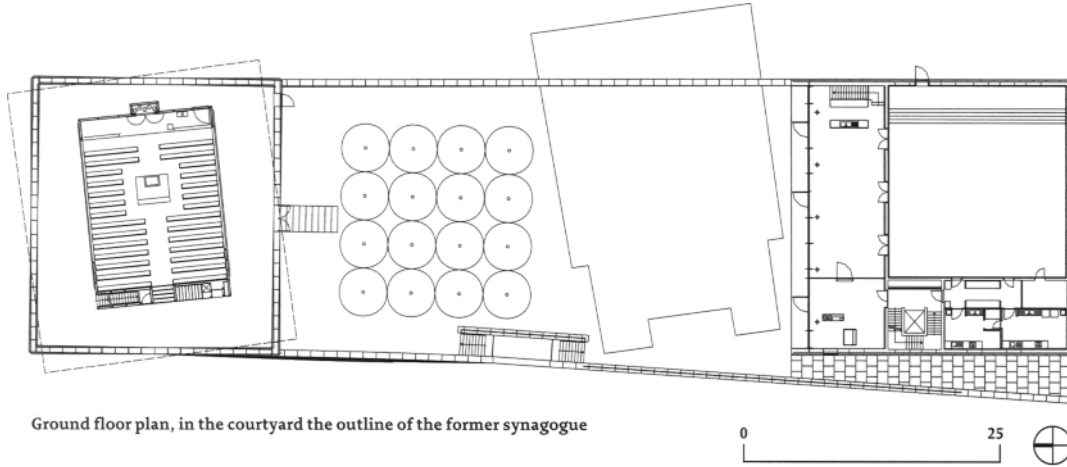 Ground floor plan, in the courtyard the outline of the former synagogue
0 25